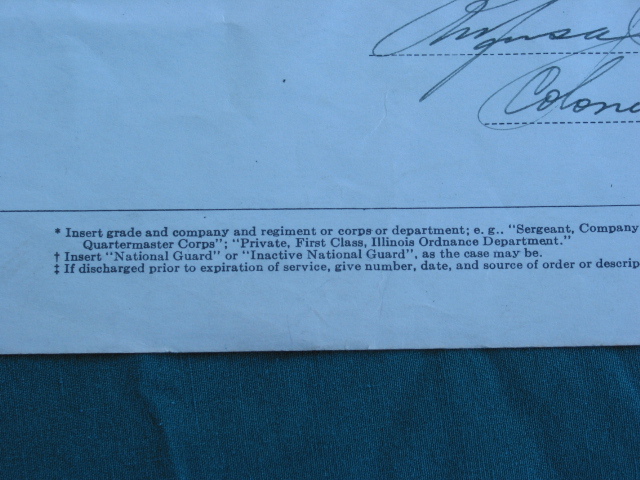 Colone
* Insert grade and company and regiment or corps or department; e. g.. "Sergeant, Company
Quartermaster Corps"; "Private, First Class, Illinois Ordnance Department."
† Insert "National Guard" or "Inactive National Guard", as the case may be.
‡ If discharged prior to expiration of service, give number, date, and source of order or descrip